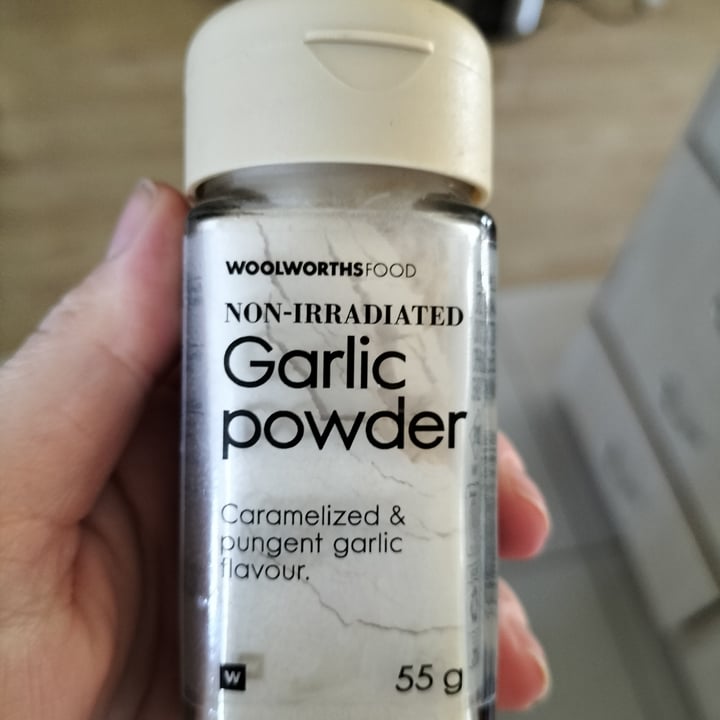 WOOLWORTHSFOOD
NON-IRRADIATED
Garlic
powder
Caramelized &
pungent garlic
flavour.
W
55 g